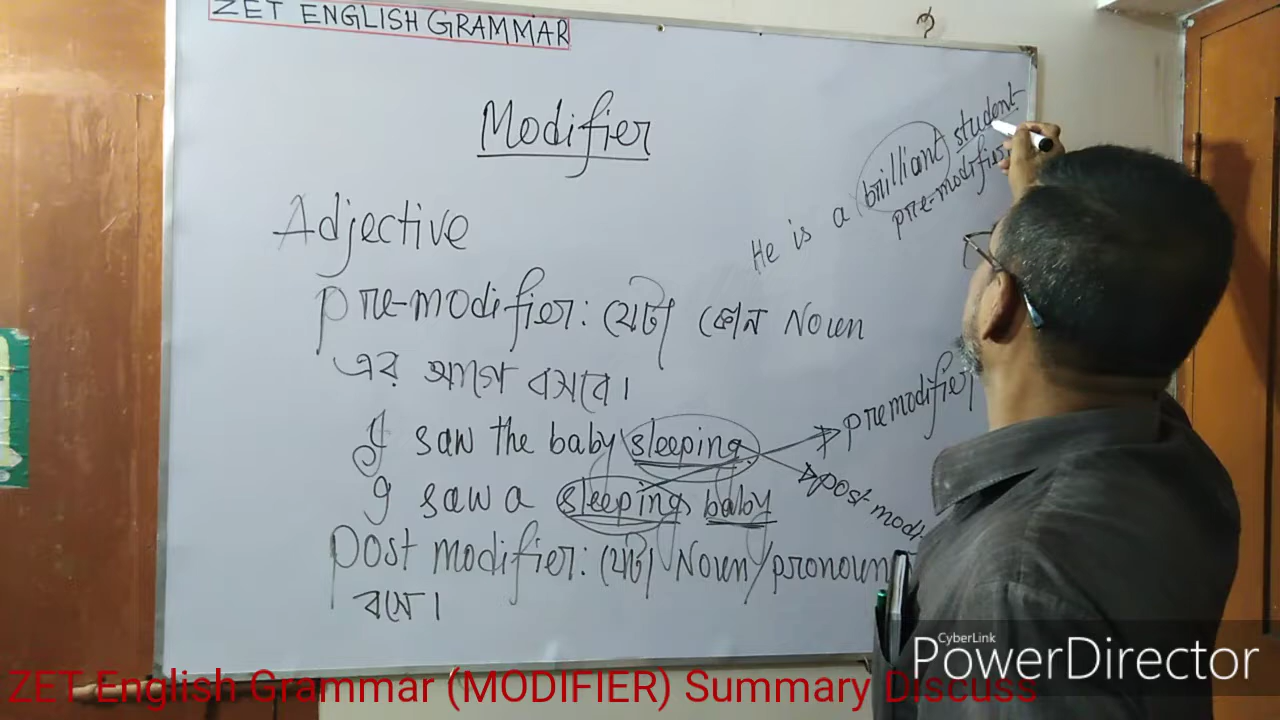 ZET ENGLISH GRAMMAR
Modifier
He is a brilliant student
pre-modifier
Adjective
pre-modifier: যেটা কোন Noun
এর আগে বসবে।
I saw the baby sleeping
premodifier
I saw a sleeping baby
post modi
post modifier: যেটা Noun/pronoun
বসে।
CyberLink
PowerDirector
ZET English Grammar (MODIFIER) Summary Discuss